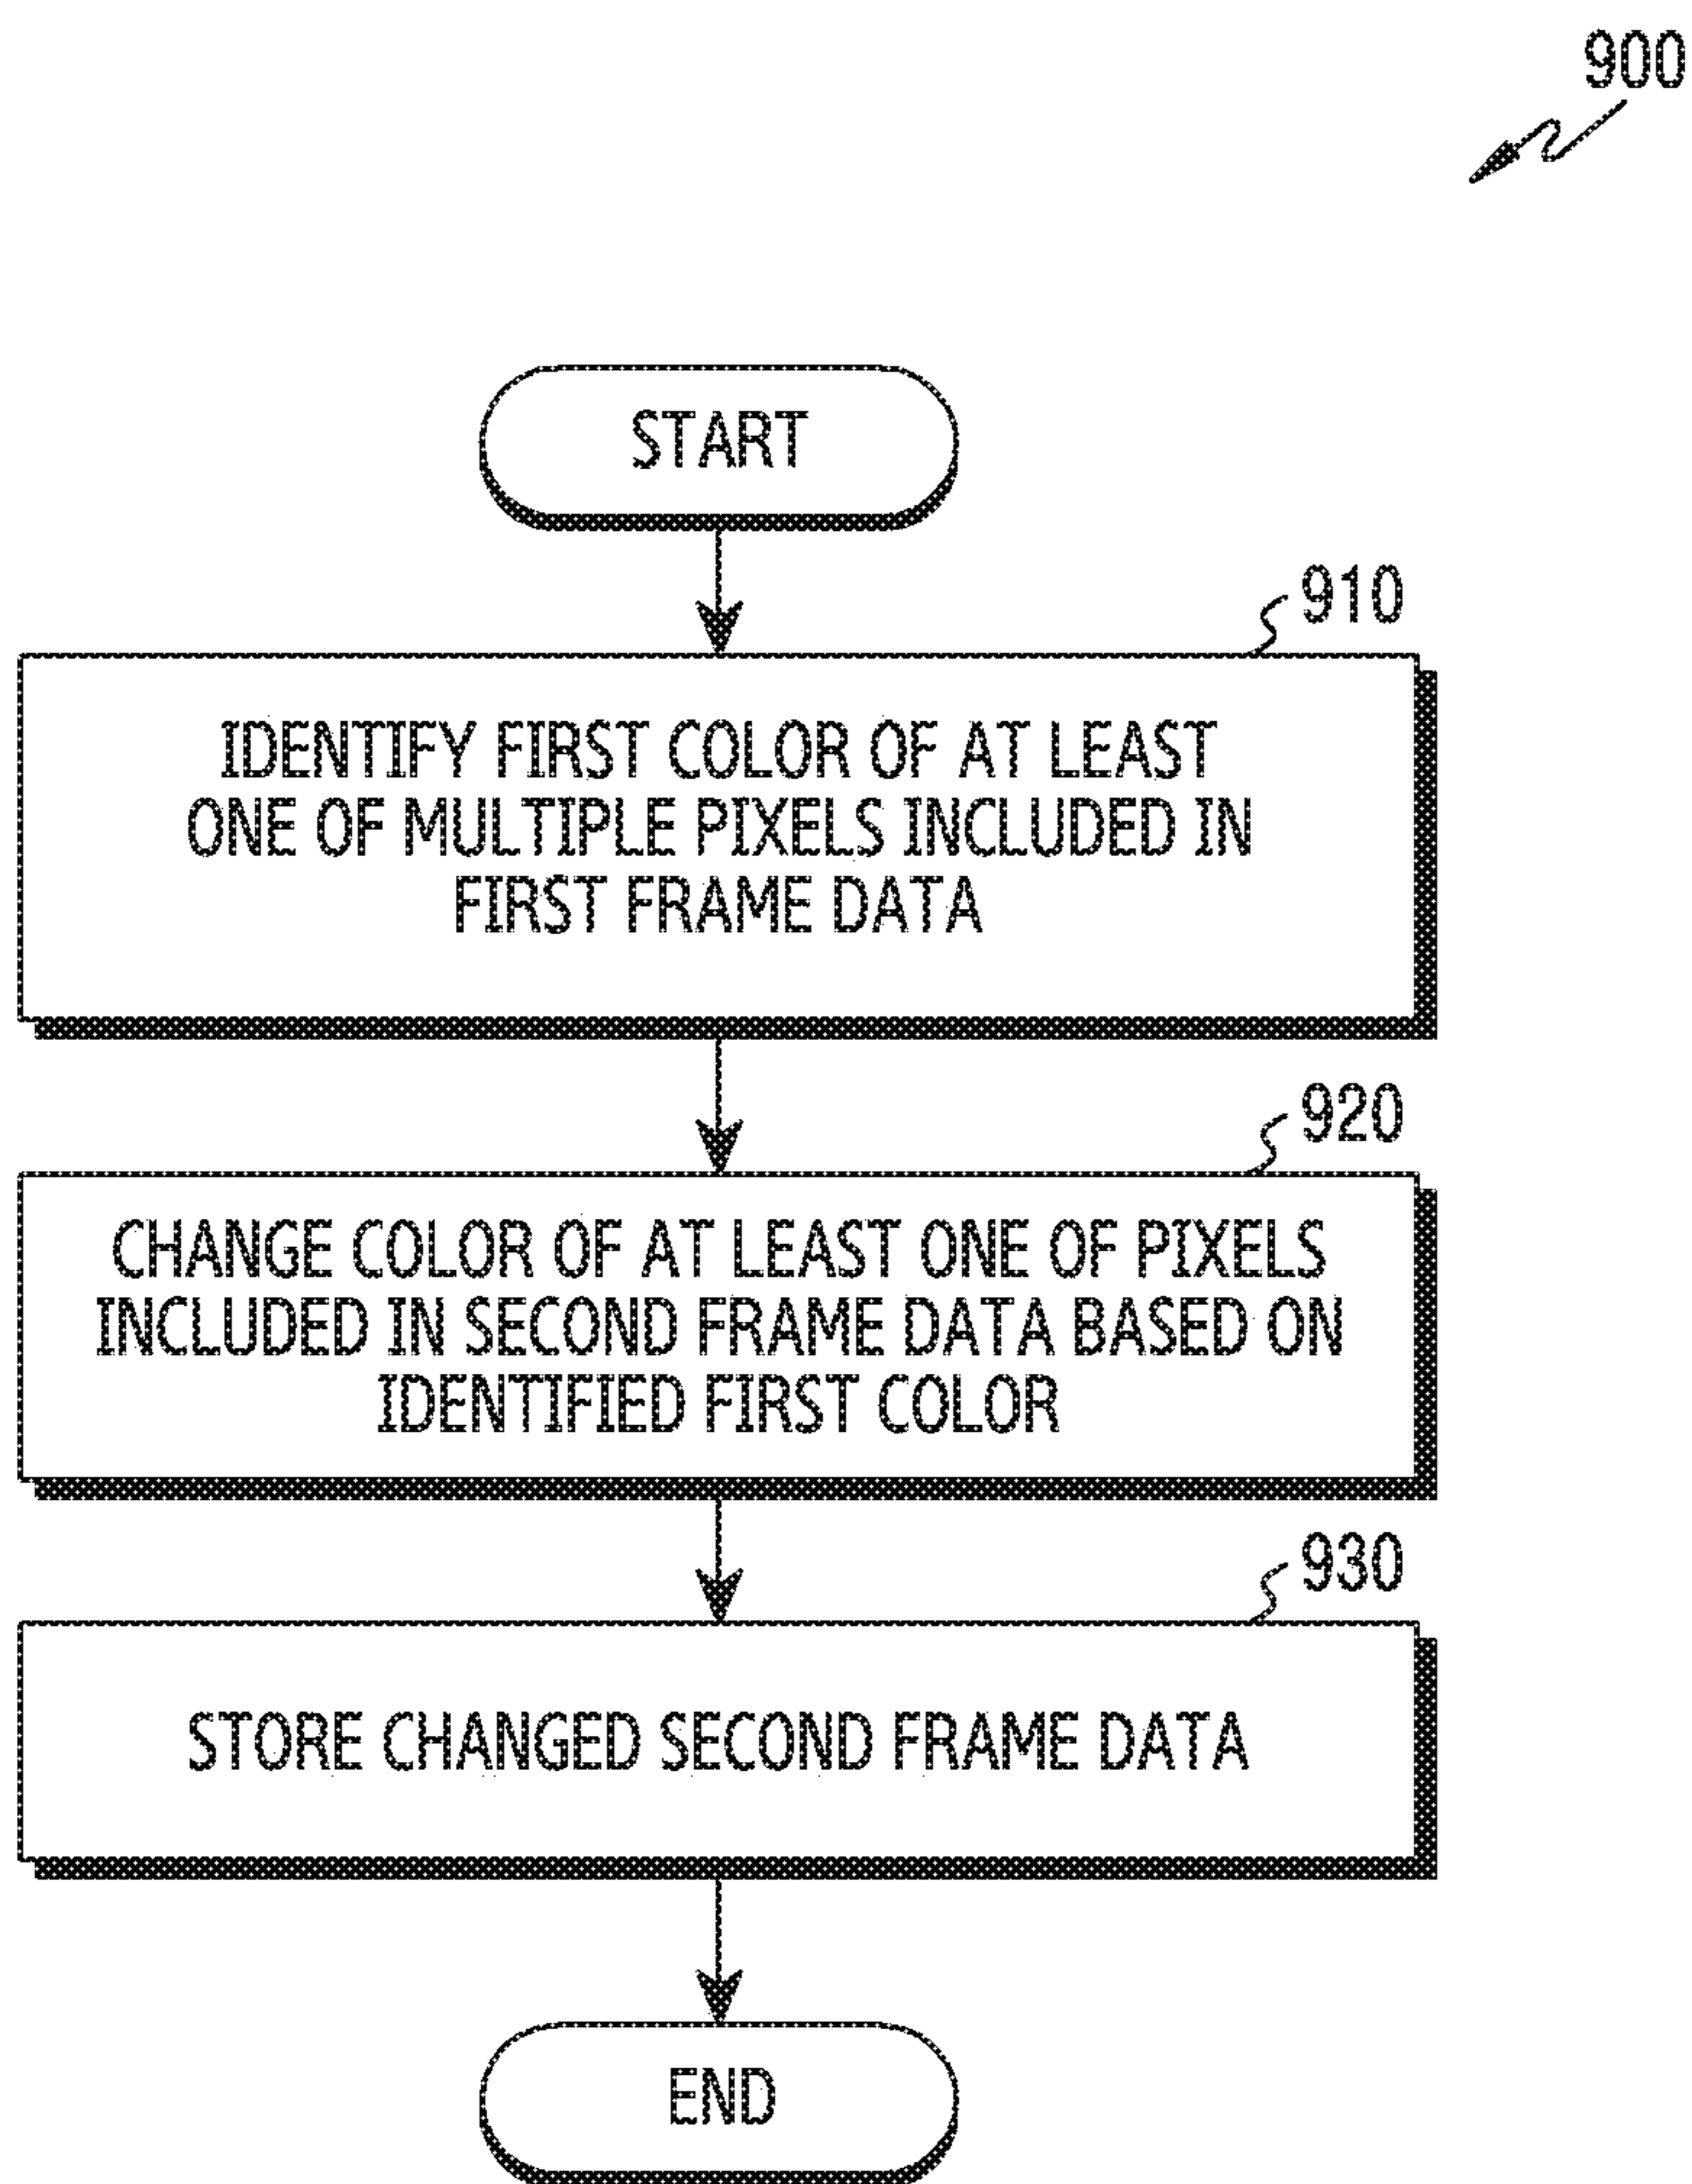 900
START
910
IDENTIFY FIRST COLOR OF AT LEAST
ONE OF MULTIPLE PIXELS INCLUDED IN
FIRST FRAME DATA
920
CHANGE COLOR OF AT LEAST ONE OF PIXELS
INCLUDED IN SECOND FRAME DATA BASED ON
IDENTIFIED FIRST COLOR
930
STORE CHANGED SECOND FRAME DATA
END